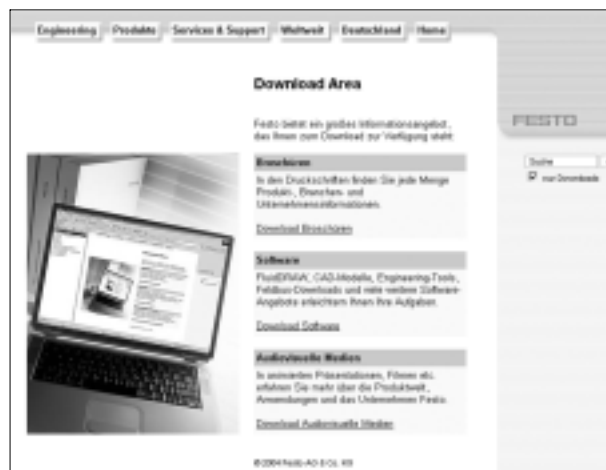 Engineering Produkte Services & Support Weltweit Deutschland Home
Download Area
Festo bietet ein großes Informationsangebot,
das Ihnen zum Download zur Verfügung steht:
FESTO
Suche
nur Downloads
Broschüren
In den Druckschriften finden Sie jede Menge
Produkt-, Branchen- und
Unternehmensinformationen.
Download Broschüren
Software
FluidDRAW, CAD-Modelle, Engineering-Tools,
Feldbus-Downloads und viele weitere Software-
Angebote erleichtern Ihnen Ihre Aufgaben.
Download Software
Audiovisuelle Medien
In animierten Präsentationen, Filmen etc.
erfahren Sie mehr über die Produktwelt,
Anwendungen und das Unternehmen Festo.
Download Audiovisuelle Medien
© 2004 Festo AG & Co. KG